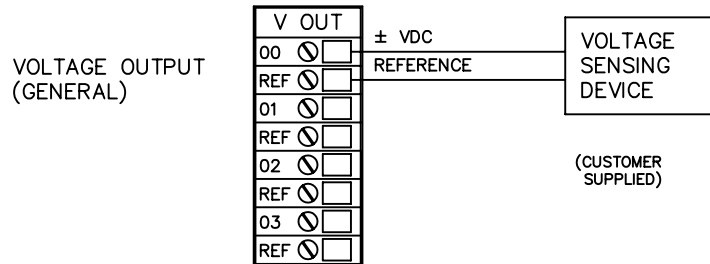 VOLTAGE OUTPUT
(GENERAL)
V OUT
00
REF
01
REF
02
REF
03
REF
± VDC
REFERENCE
VOLTAGE
SENSING
DEVICE
(CUSTOMER
SUPPLIED)